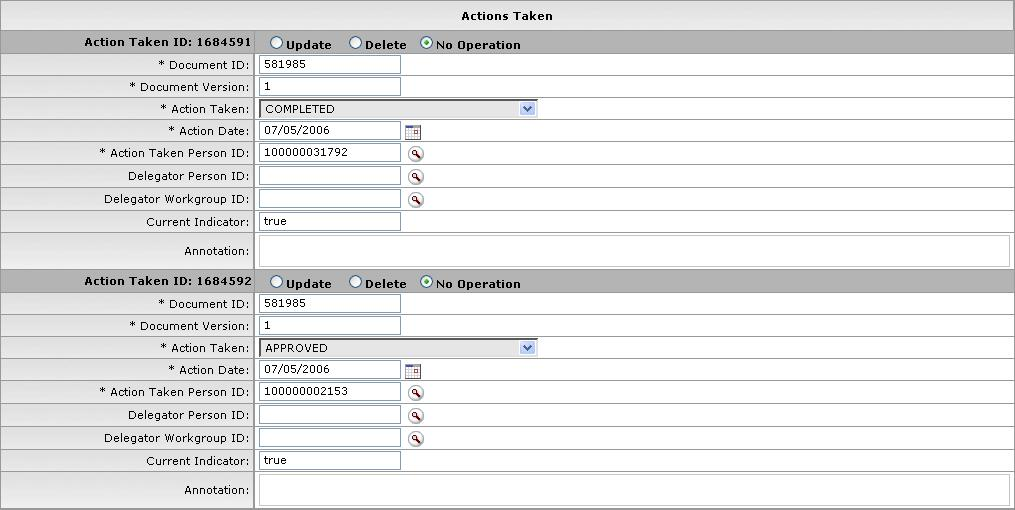 Actions Taken
Action Taken ID: 1684591 Update Delete No Operation
* Document ID: 581985
* Document Version: 1
* Action Taken: COMPLETED
* Action Date: 07/05/2006
* Action Taken Person ID: 100000031792
Delegator Person ID:
Delegator Workgroup ID:
Current Indicator: true
Annotation:
Action Taken ID: 1684592 Update Delete No Operation
* Document ID: 581985
* Document Version: 1
* Action Taken: APPROVED
* Action Date: 07/05/2006
* Action Taken Person ID: 100000002153
Delegator Person ID:
Delegator Workgroup ID:
Current Indicator: true
Annotation: